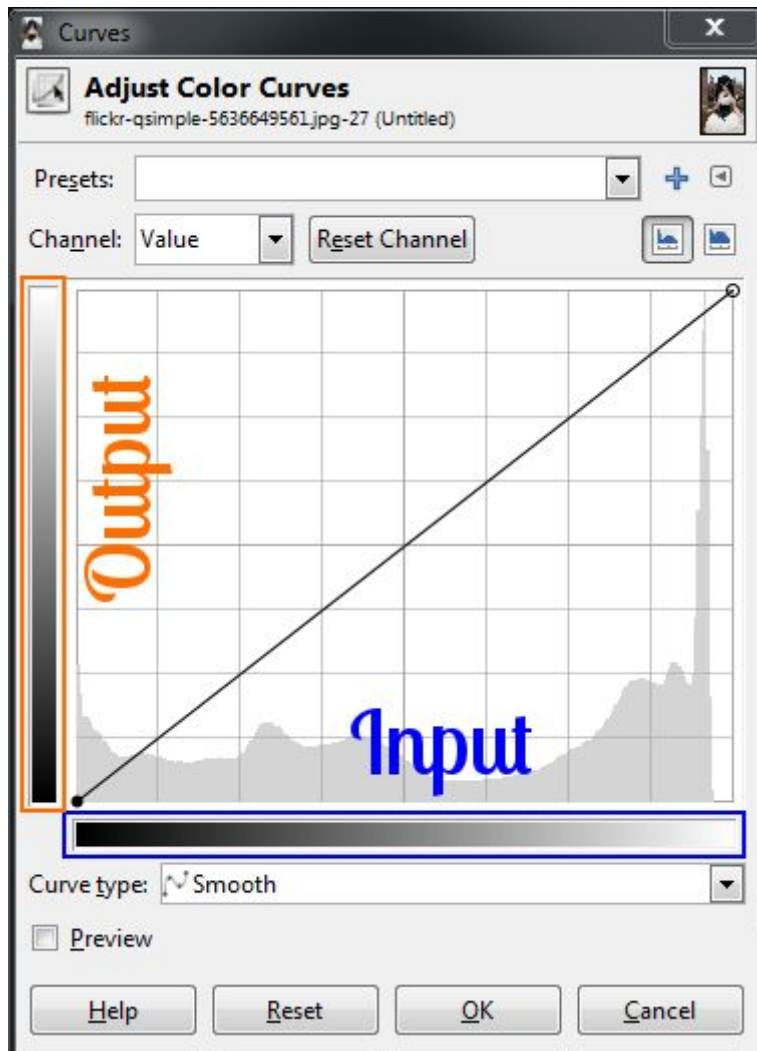 Curves
Adjust Color Curves
flickr-qsimple-5636649561.jpg-27 (Untitled)
Presets:
Channel: Value Reset Channel
Output
Input
Curve type: Smooth
Preview
Help Reset OK Cancel